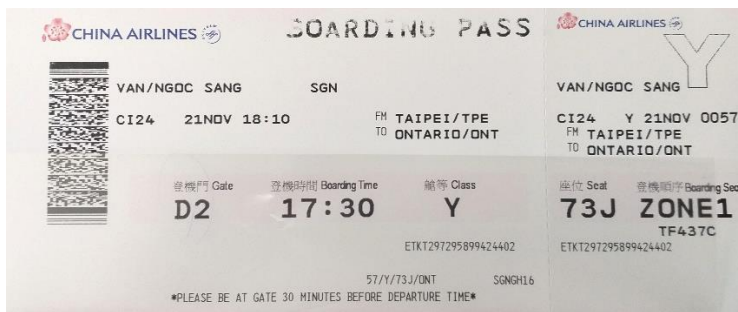 CHINA AIRLINES
BOARDING PASS
VAN/NGOC SANG SGN
CI24 21NOV 18:10 FM TAIPEI/TPE
TO ONTARIO/ONT
登機門 Gate 登機時間 Boarding Time 艙等 Class
D2 17:30 Y
ETKT297295899424402
57/Y/73J/ONT SGNGH16
*PLEASE BE AT GATE 30 MINUTES BEFORE DEPARTURE TIME*
CHINA AIRLINES
Y
VAN/NGOC SANG
CI24 Y 21NOV 0057
FM TAIPEI/TPE
TO ONTARIO/ONT
座位 Seat 登機順序 Boarding Seq
73J ZONE1
TF437C
ETKT297295899424402